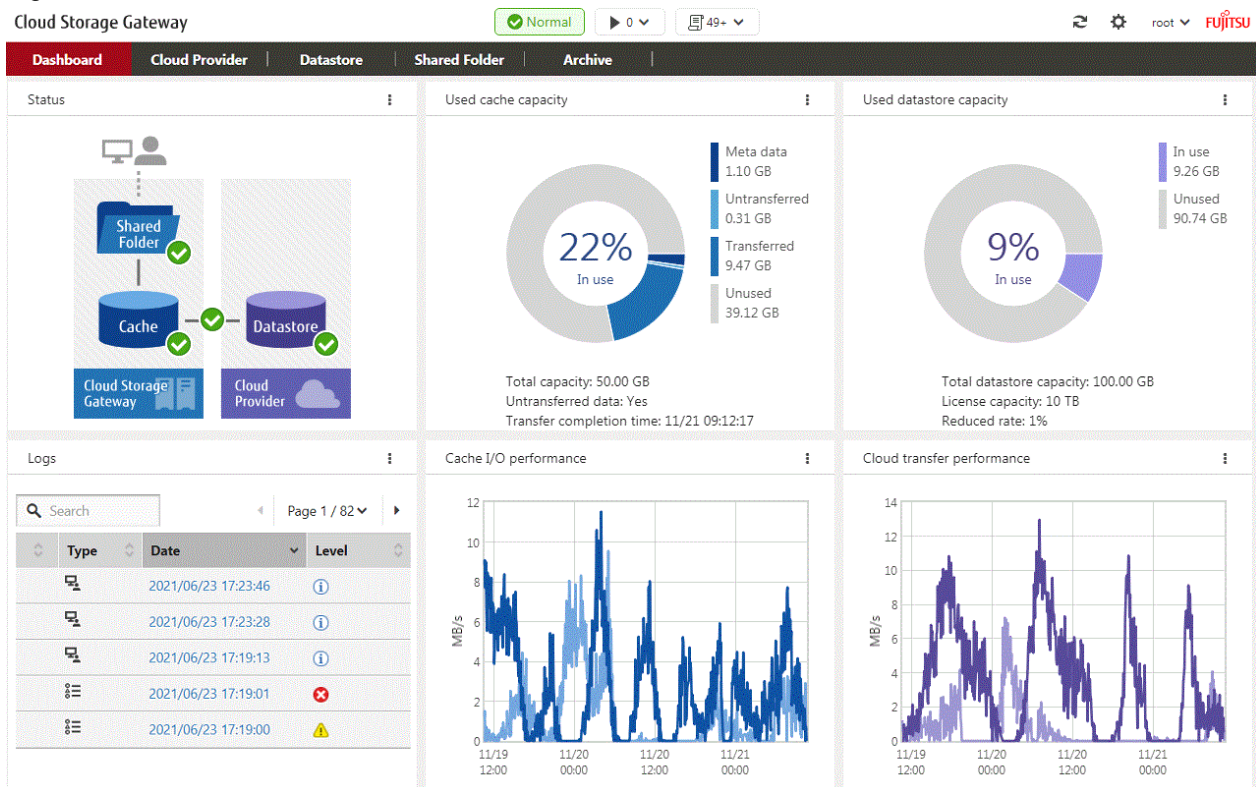 Cloud Storage Gateway
Normal
0
49+
root
FUJITSU
Dashboard
Cloud Provider
Datastore
Shared Folder
Archive
Status
Shared
Folder
Cache
Datastore
Cloud Storage
Gateway
Cloud
Provider
Used cache capacity
22%
In use
Meta data
1.10 GB
Untransferred
0.31 GB
Transferred
9.47 GB
Unused
39.12 GB
Total capacity: 50.00 GB
Untransferred data: Yes
Transfer completion time: 11/21 09:12:17
Used datastore capacity
9%
In use
In use
9.26 GB
Unused
90.74 GB
Total datastore capacity: 100.00 GB
License capacity: 10 TB
Reduced rate: 1%
Logs
Search
Page 1 / 82
Type Date Level
2021/06/23 17:23:46
2021/06/23 17:23:28
2021/06/23 17:19:13
2021/06/23 17:19:01
2021/06/23 17:19:00
Cache I/O performance
12
10
8
6
4
2
0
MB/s
11/19 11/20 11/20 11/21
12:00 00:00 12:00 00:00
Cloud transfer performance
14
12
10
8
6
4
2
0
MB/s
11/19 11/20 11/20 11/21
12:00 00:00 12:00 00:00